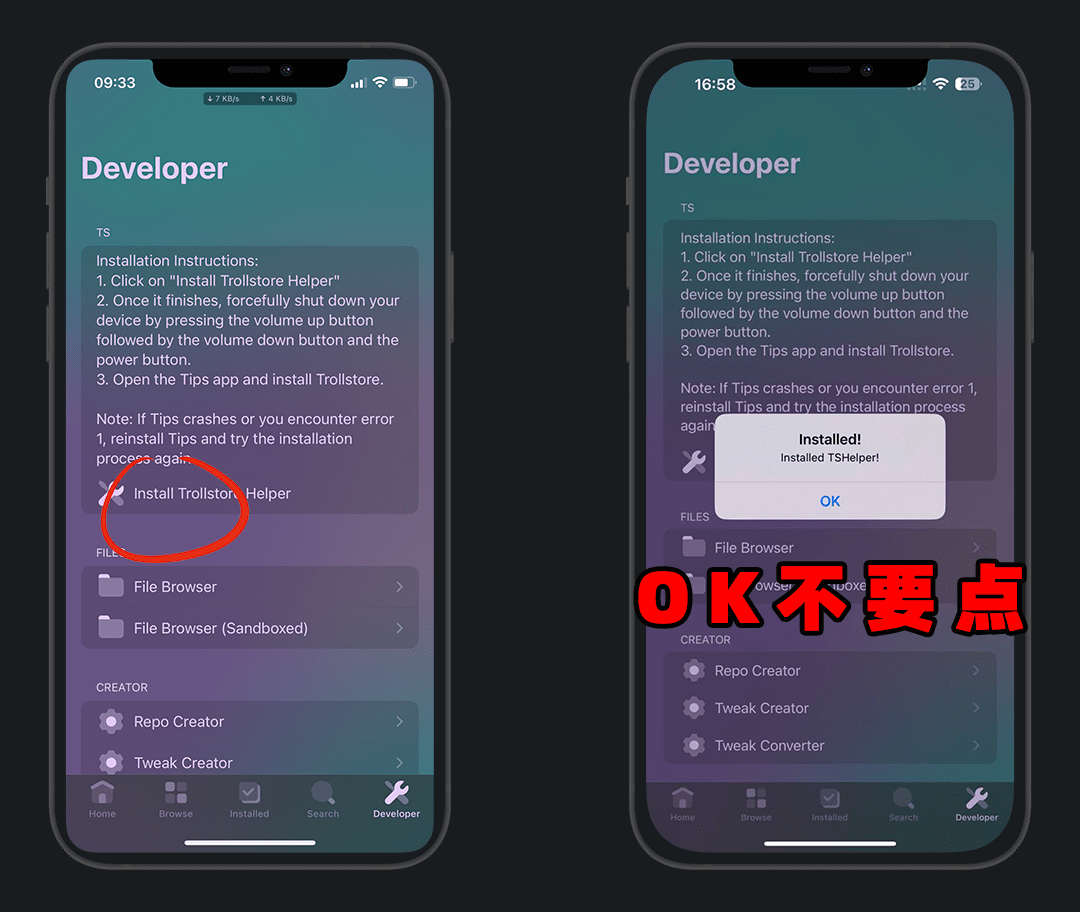 09:33
↓ 7 KB/s ↑ 4 KB/s
Developer
TS
Installation Instructions:
1. Click on "Install Trollstore Helper"
2. Once it finishes, forcefully shut down your
device by pressing the volume up button
followed by the volume down button and the
power button.
3. Open the Tips app and install Trollstore.
Note: If Tips crashes or you encounter error
1, reinstall Tips and try the installation
process again
Install Trollstore Helper
FILES
File Browser
File Browser (Sandboxed)
CREATOR
Repo Creator
Tweak Creator
Home Browse Installed Search Developer
16:58
25
Developer
TS
Installation Instructions:
1. Click on "Install Trollstore Helper"
2. Once it finishes, forcefully shut down your
device by pressing the volume up button
followed by the volume down button and the
power button.
3. Open the Tips app and install Trollstore.
Note: If Tips crashes or you encounter error 1,
reinstall Tips and try the installation process
again
Installed!
Installed TSHelper!
OK
FILES
File Browser
OK不要点
CREATOR
Repo Creator
Tweak Creator
Tweak Converter
Home Browse Installed Search Developer